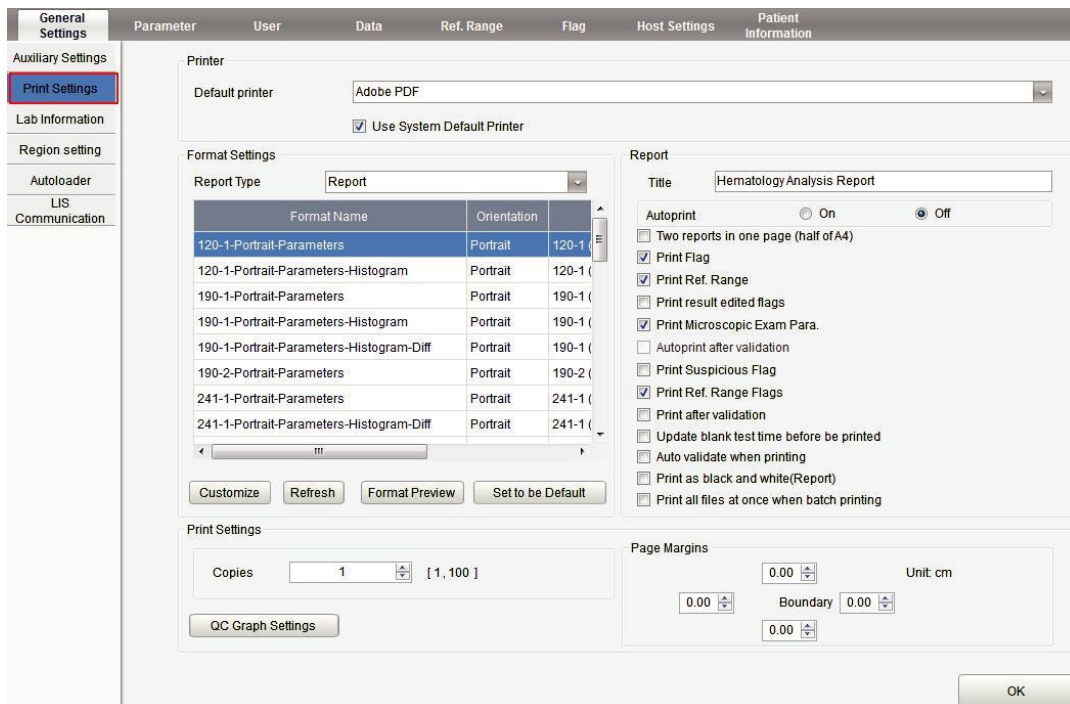 General Settings
Parameter
User
Data
Ref. Range
Flag
Host Settings
Patient Information
Auxiliary Settings
Print Settings
Lab Information
Region setting
Autoloader
LIS Communication
Printer
Default printer
Adobe PDF
Use System Default Printer
Format Settings
Report Type
Report
Format Name Orientation
120-1-Portrait-Parameters Portrait 120-1 (
120-1-Portrait-Parameters-Histogram Portrait 120-1 (
190-1-Portrait-Parameters Portrait 190-1 (
190-1-Portrait-Parameters-Histogram Portrait 190-1 (
190-1-Portrait-Parameters-Histogram-Diff Portrait 190-1 (
190-2-Portrait-Parameters Portrait 190-2 (
241-1-Portrait-Parameters Portrait 241-1 (
241-1-Portrait-Parameters-Histogram-Diff Portrait 241-1 (
Customize
Refresh
Format Preview
Set to be Default
Report
Title
Hematology Analysis Report
Autoprint On Off
Two reports in one page (half of A4)
Print Flag
Print Ref. Range
Print result edited flags
Print Microscopic Exam Para.
Autoprint after validation
Print Suspicious Flag
Print Ref. Range Flags
Print after validation
Update blank test time before be printed
Auto validate when printing
Print as black and white(Report)
Print all files at once when batch printing
Print Settings
Copies 1 [ 1 , 100 ]
QC Graph Settings
Page Margins
0.00 Unit: cm
0.00 Boundary 0.00
0.00
OK